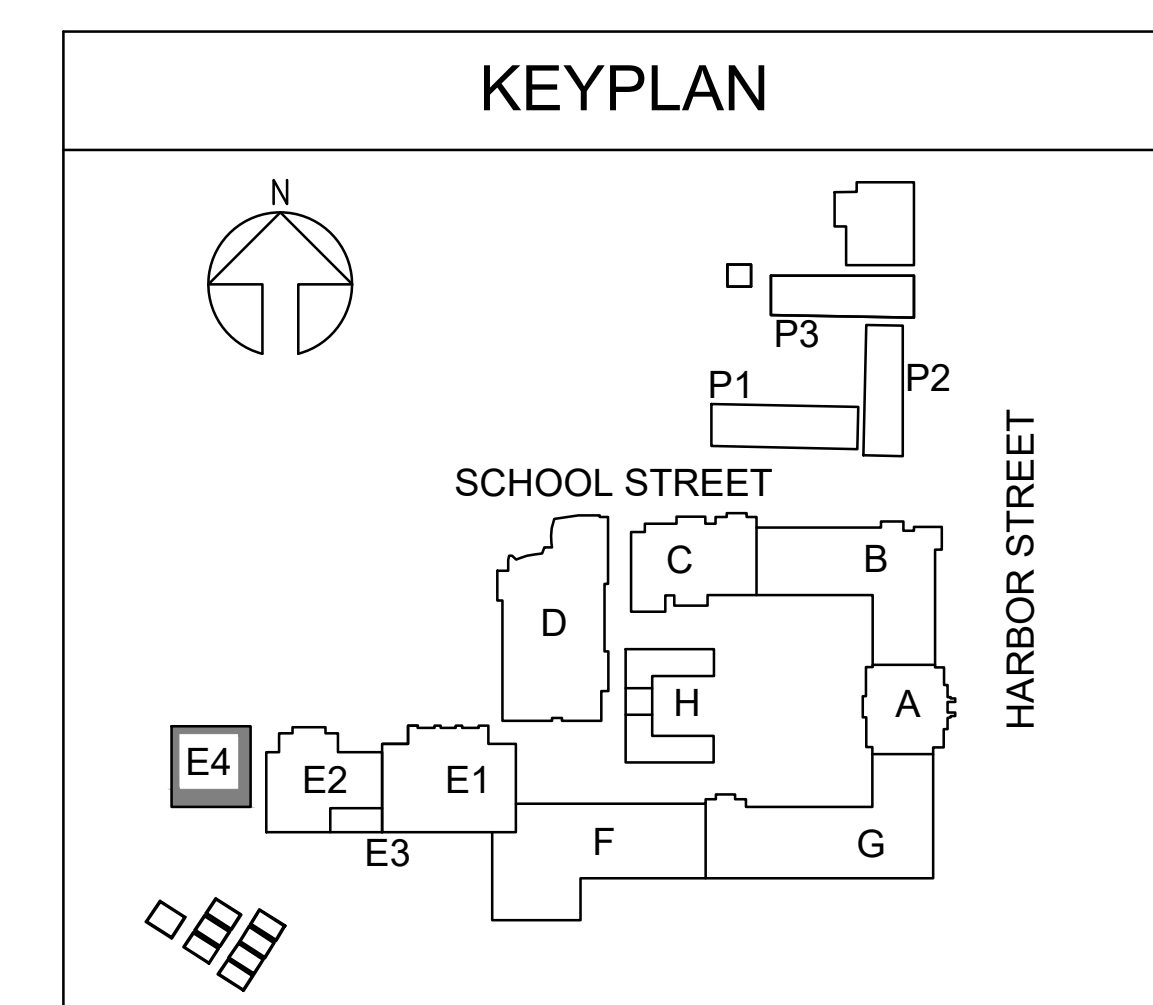 KEYPLAN
N
P3
P2
P1
SCHOOL STREET
HARBOR STREET
C
B
D
H
A
E4
E2
E1
E3
F
G